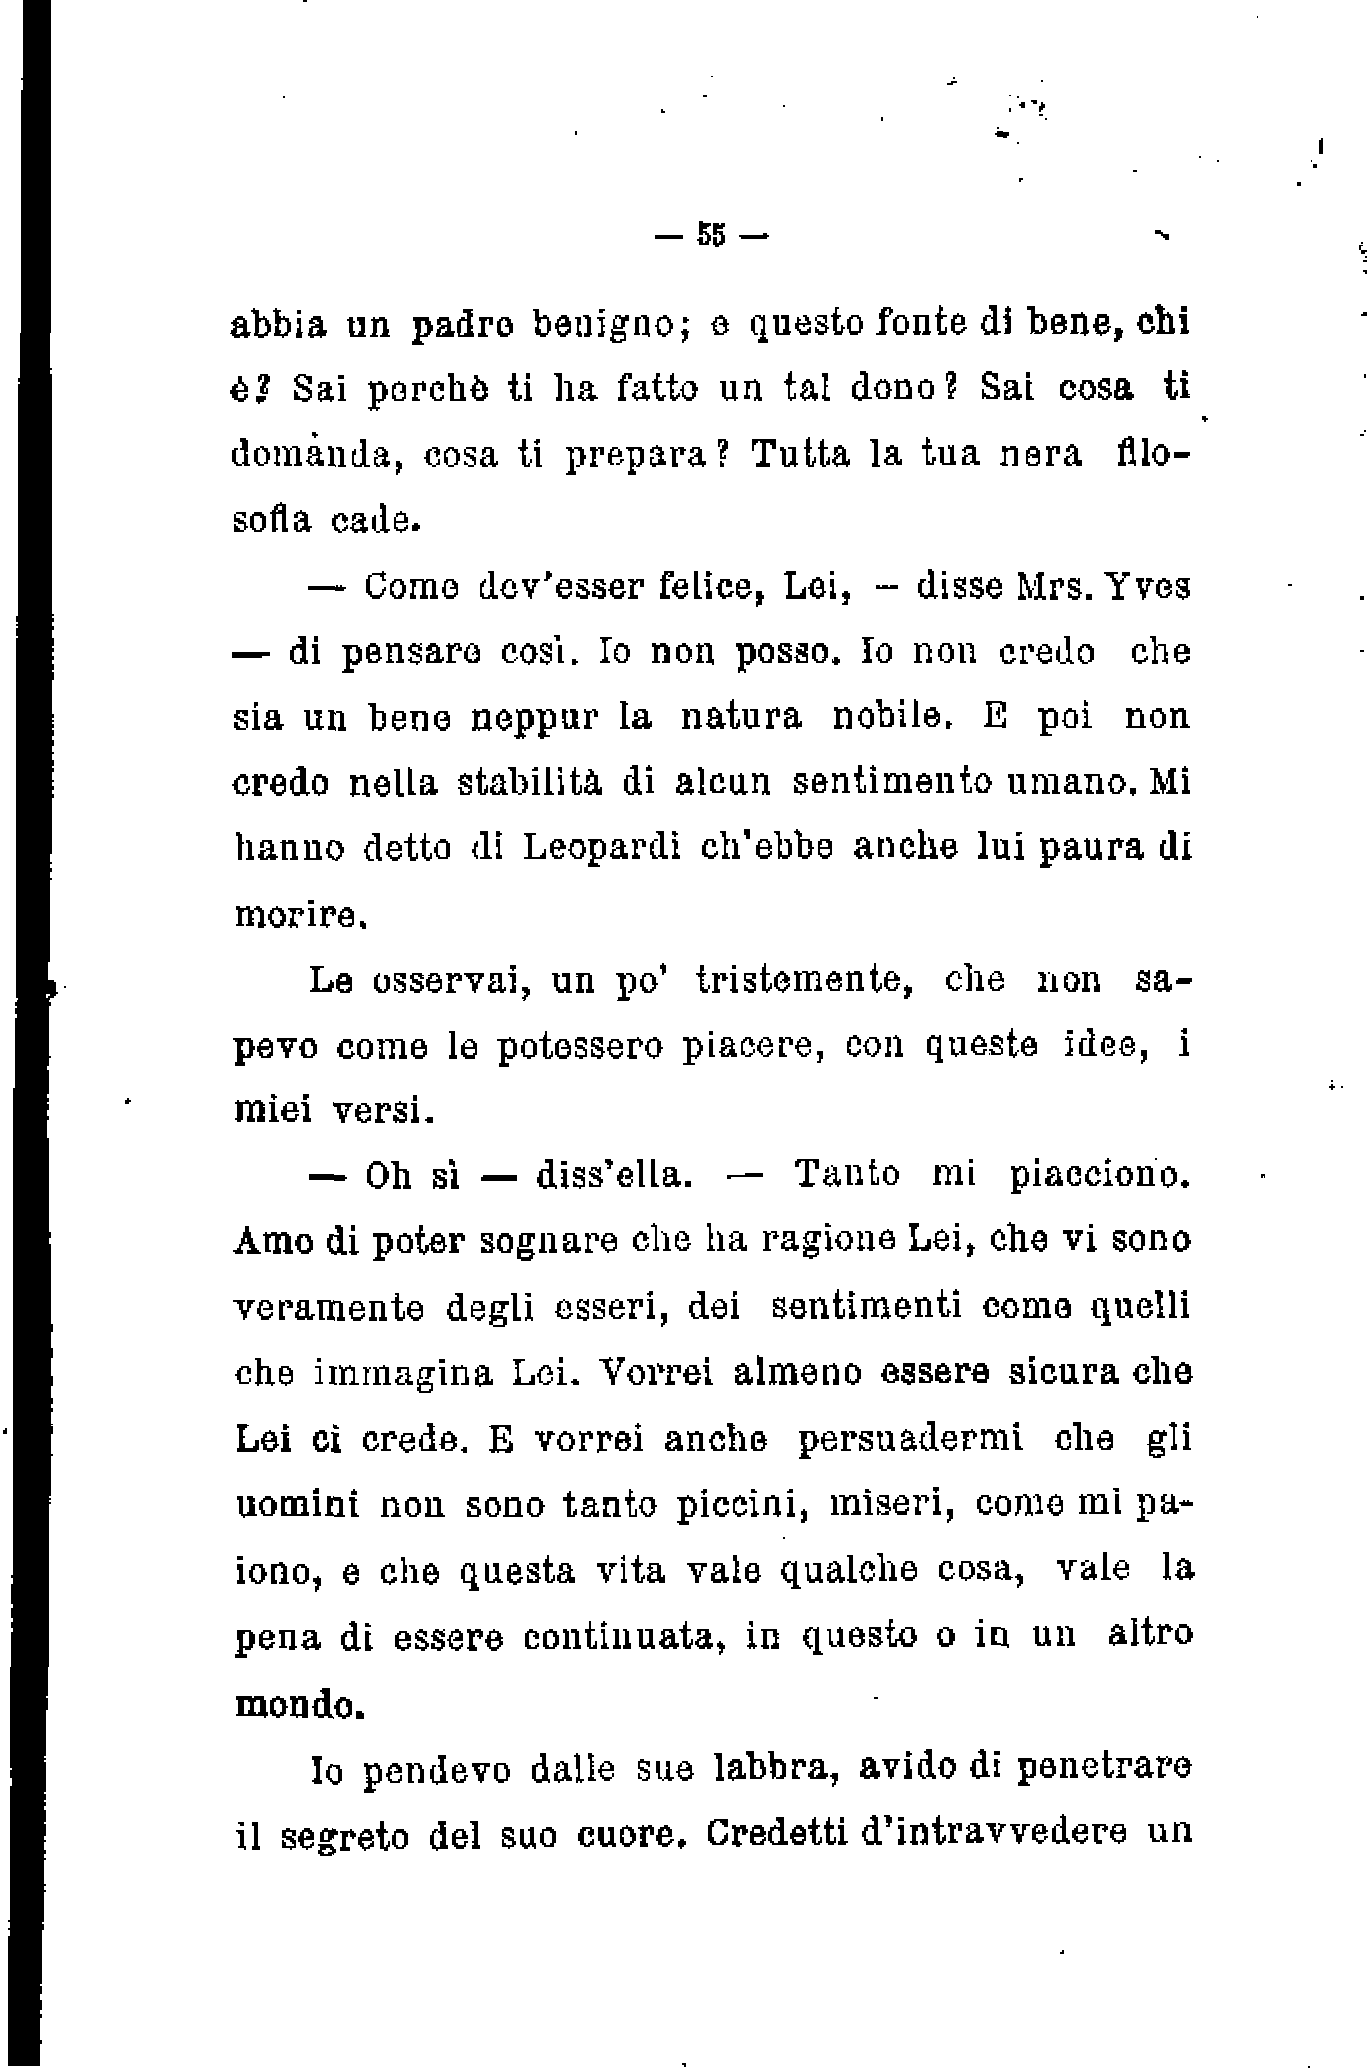 — 55 —
abbia un padre benigno; e questo fonte di bene, chi
è? Sai perchè ti ha fatto un tal dono? Sai cosa ti
domanda, cosa ti prepara? Tutta la tua nera filo-
sofia cade.
— Come dev'esser felice, Lei, — disse Mrs. Yves
— di pensare così. Io non posso. Io non credo che
sia un bene neppur la natura nobile. E poi non
credo nella stabilità di alcun sentimento umano. Mi
hanno detto di Leopardi ch'ebbe anche lui paura di
morire.
Le osservai, un po' tristemente, che non sa-
pevo come le potessero piacere, con queste idee, i
miei versi.
— Oh sì — diss'ella. — Tanto mi piacciono.
Amo di poter sognare che ha ragione Lei, che vi sono
veramente degli esseri, dei sentimenti come quelli
che immagina Lei. Vorrei almeno essere sicura che
Lei ci crede. E vorrei anche persuadermi che gli
uomini non sono tanto piccini, miseri, come mi pa-
iono, e che questa vita vale qualche cosa, vale la
pena di essere continuata, in questo o in un altro
mondo.
Io pendevo dalle sue labbra, avido di penetrare
il segreto del suo cuore. Credetti d'intravvedere un